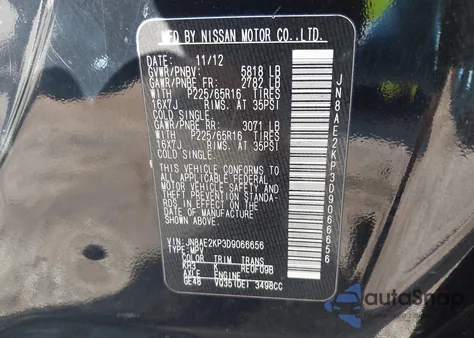 MFD BY NISSAN MOTOR CO.,LTD.
DATE: 11/12
GVWR/PNBV: 5818 LB
GAWR/PNBE FR: 2782 LB
WITH P225/65R16 TIRES
16X7J RIMS, AT 35PSI
COLD SINGLE.
GAWR/PNBE RR: 3071 LB
WITH P225/65R16 TIRES
16X7J RIMS, AT 35PSI
COLD SINGLE.
THIS VEHICLE CONFORMS TO
ALL APPLICABLE FEDERAL
MOTOR VEHICLE SAFETY AND
THEFT PREVENTION STANDA-
RDS IN EFFECT ON THE DATE
OF MANUFACTURE SHOWN
ABOVE.
VIN: JN8AE2KP3D9066656
TYPE: MPV
COLOR TRIM TRANS
K RE0F09B
AXLE ENGINE
GE48 VQ35(DE) 3498CC
JN8AE2KP3D9066656
autoSnap